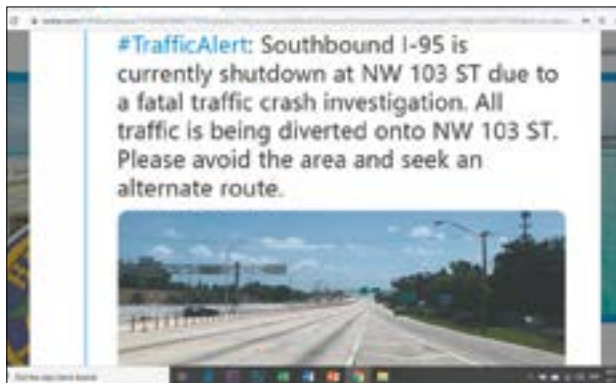 #TrafficAlert: Southbound I-95 is
currently shutdown at NW 103 ST due to
a fatal traffic crash investigation. All
traffic is being diverted onto NW 103 ST.
Please avoid the area and seek an
alternate route.